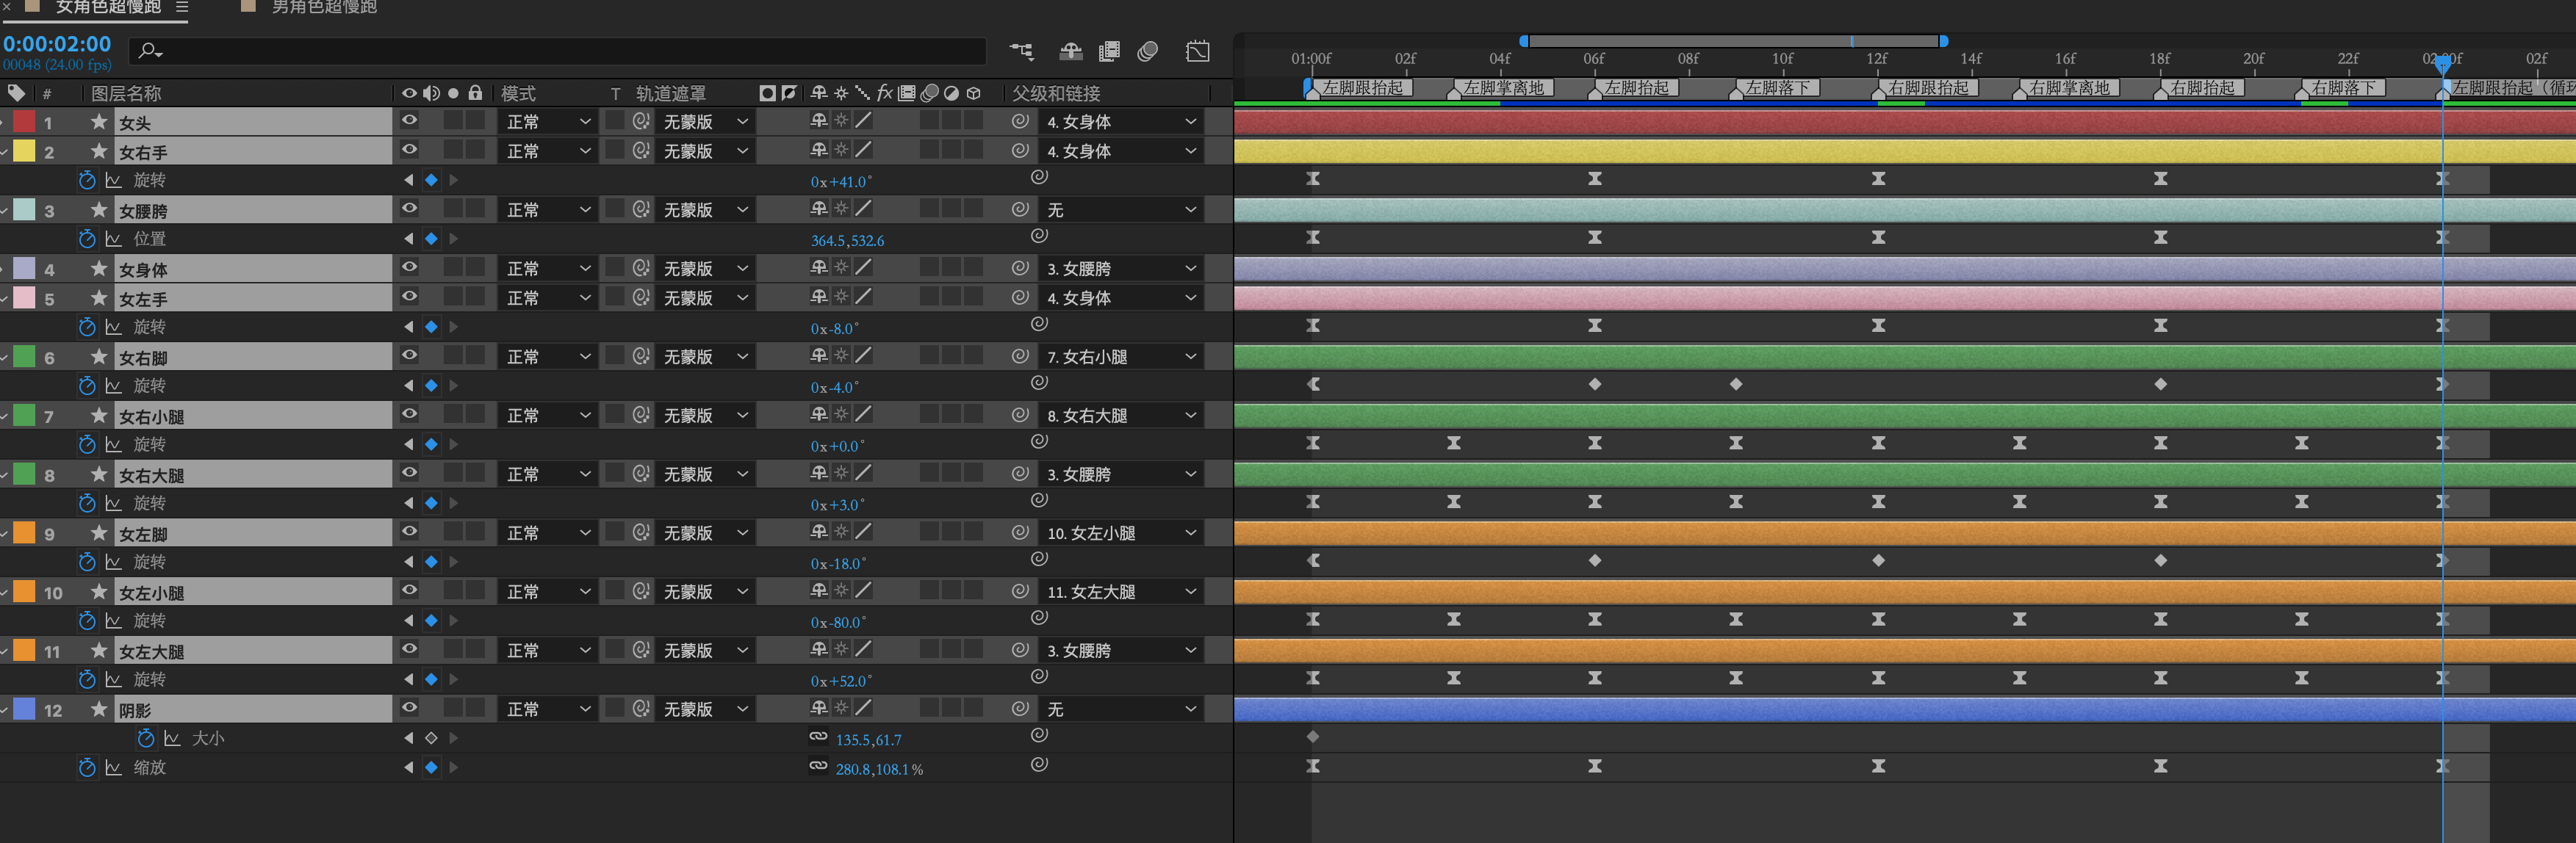 × 女角色超慢跑 ≡ 男角色超慢跑
0:00:02:00
00048 (24.00 fps)
01:00f 02f 04f 06f 08f 10f 12f 14f 16f 18f 20f 22f 02:00f 02f
左脚跟抬起 左脚掌离地 左脚抬起 左脚落下 右脚跟抬起 右脚掌离地 右脚抬起 右脚落下 左脚跟抬起（循环
# 图层名称 模式 T 轨道遮罩 fx 父级和链接
1 女头 正常 无蒙版 4. 女身体
2 女右手 正常 无蒙版 4. 女身体
旋转 0x+41.0°
3 女腰胯 正常 无蒙版 无
位置 364.5,532.6
4 女身体 正常 无蒙版 3. 女腰胯
5 女左手 正常 无蒙版 4. 女身体
旋转 0x-8.0°
6 女右脚 正常 无蒙版 7. 女右小腿
旋转 0x-4.0°
7 女右小腿 正常 无蒙版 8. 女右大腿
旋转 0x+0.0°
8 女右大腿 正常 无蒙版 3. 女腰胯
旋转 0x+3.0°
9 女左脚 正常 无蒙版 10. 女左小腿
旋转 0x-18.0°
10 女左小腿 正常 无蒙版 11. 女左大腿
旋转 0x-80.0°
11 女左大腿 正常 无蒙版 3. 女腰胯
旋转 0x+52.0°
12 阴影 正常 无蒙版 无
大小 135.5,61.7
缩放 280.8,108.1%